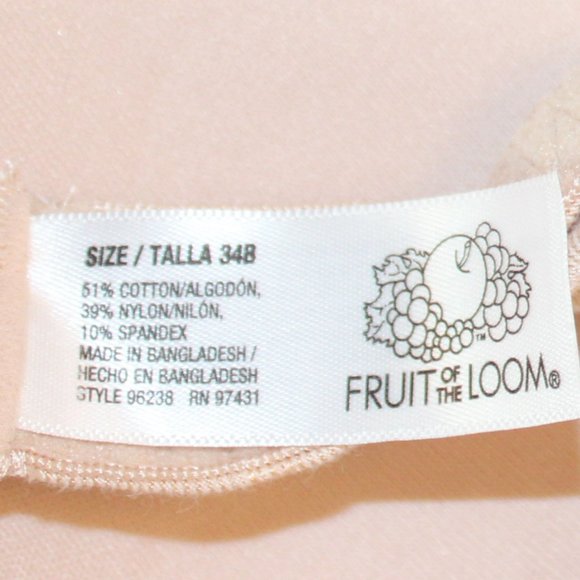 SIZE / TALLA 34B
51% COTTON/ALGODÓN,
39% NYLON/NILÓN,
10% SPANDEX
MADE IN BANGLADESH /
HECHO EN BANGLADESH
STYLE 96238 RN 97431
™
FRUIT OF THE LOOM®